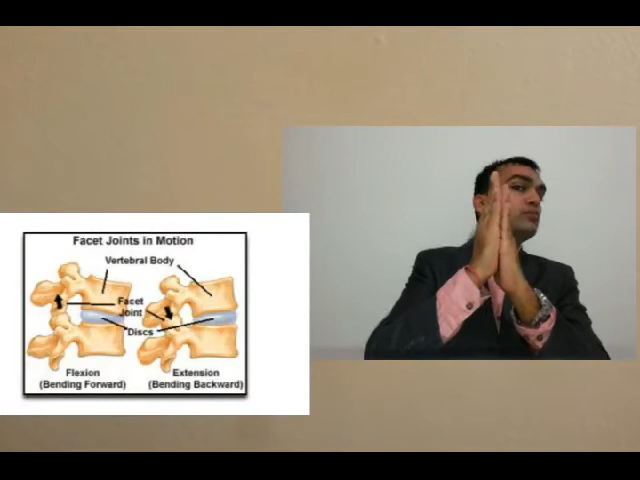 Facet Joints in Motion
Vertebral Body
Facet
Joint
Discs
Flexion
(Bending Forward)
Extension
(Bending Backward)